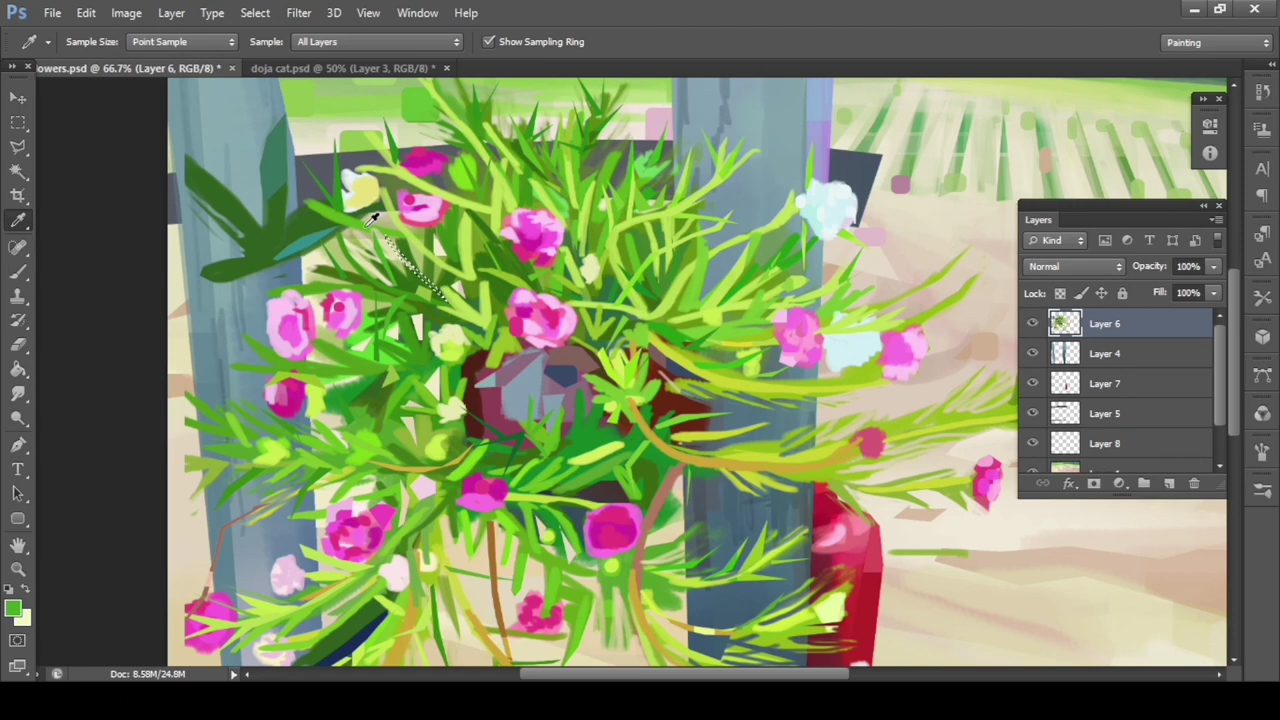 Ps File Edit Image Layer Type Select Filter 3D View Window Help
Sample Size: Point Sample Sample: All Layers Show Sampling Ring Painting
owers.psd @ 66.7% (Layer 6, RGB/8) * × doja cat.psd @ 50% (Layer 3, RGB/8) * ×
Layers
Kind
Normal Opacity: 100%
Lock: Fill: 100%
Layer 6
Layer 4
Layer 7
Layer 5
Layer 8
fx
Doc: 8.58M/24.8M